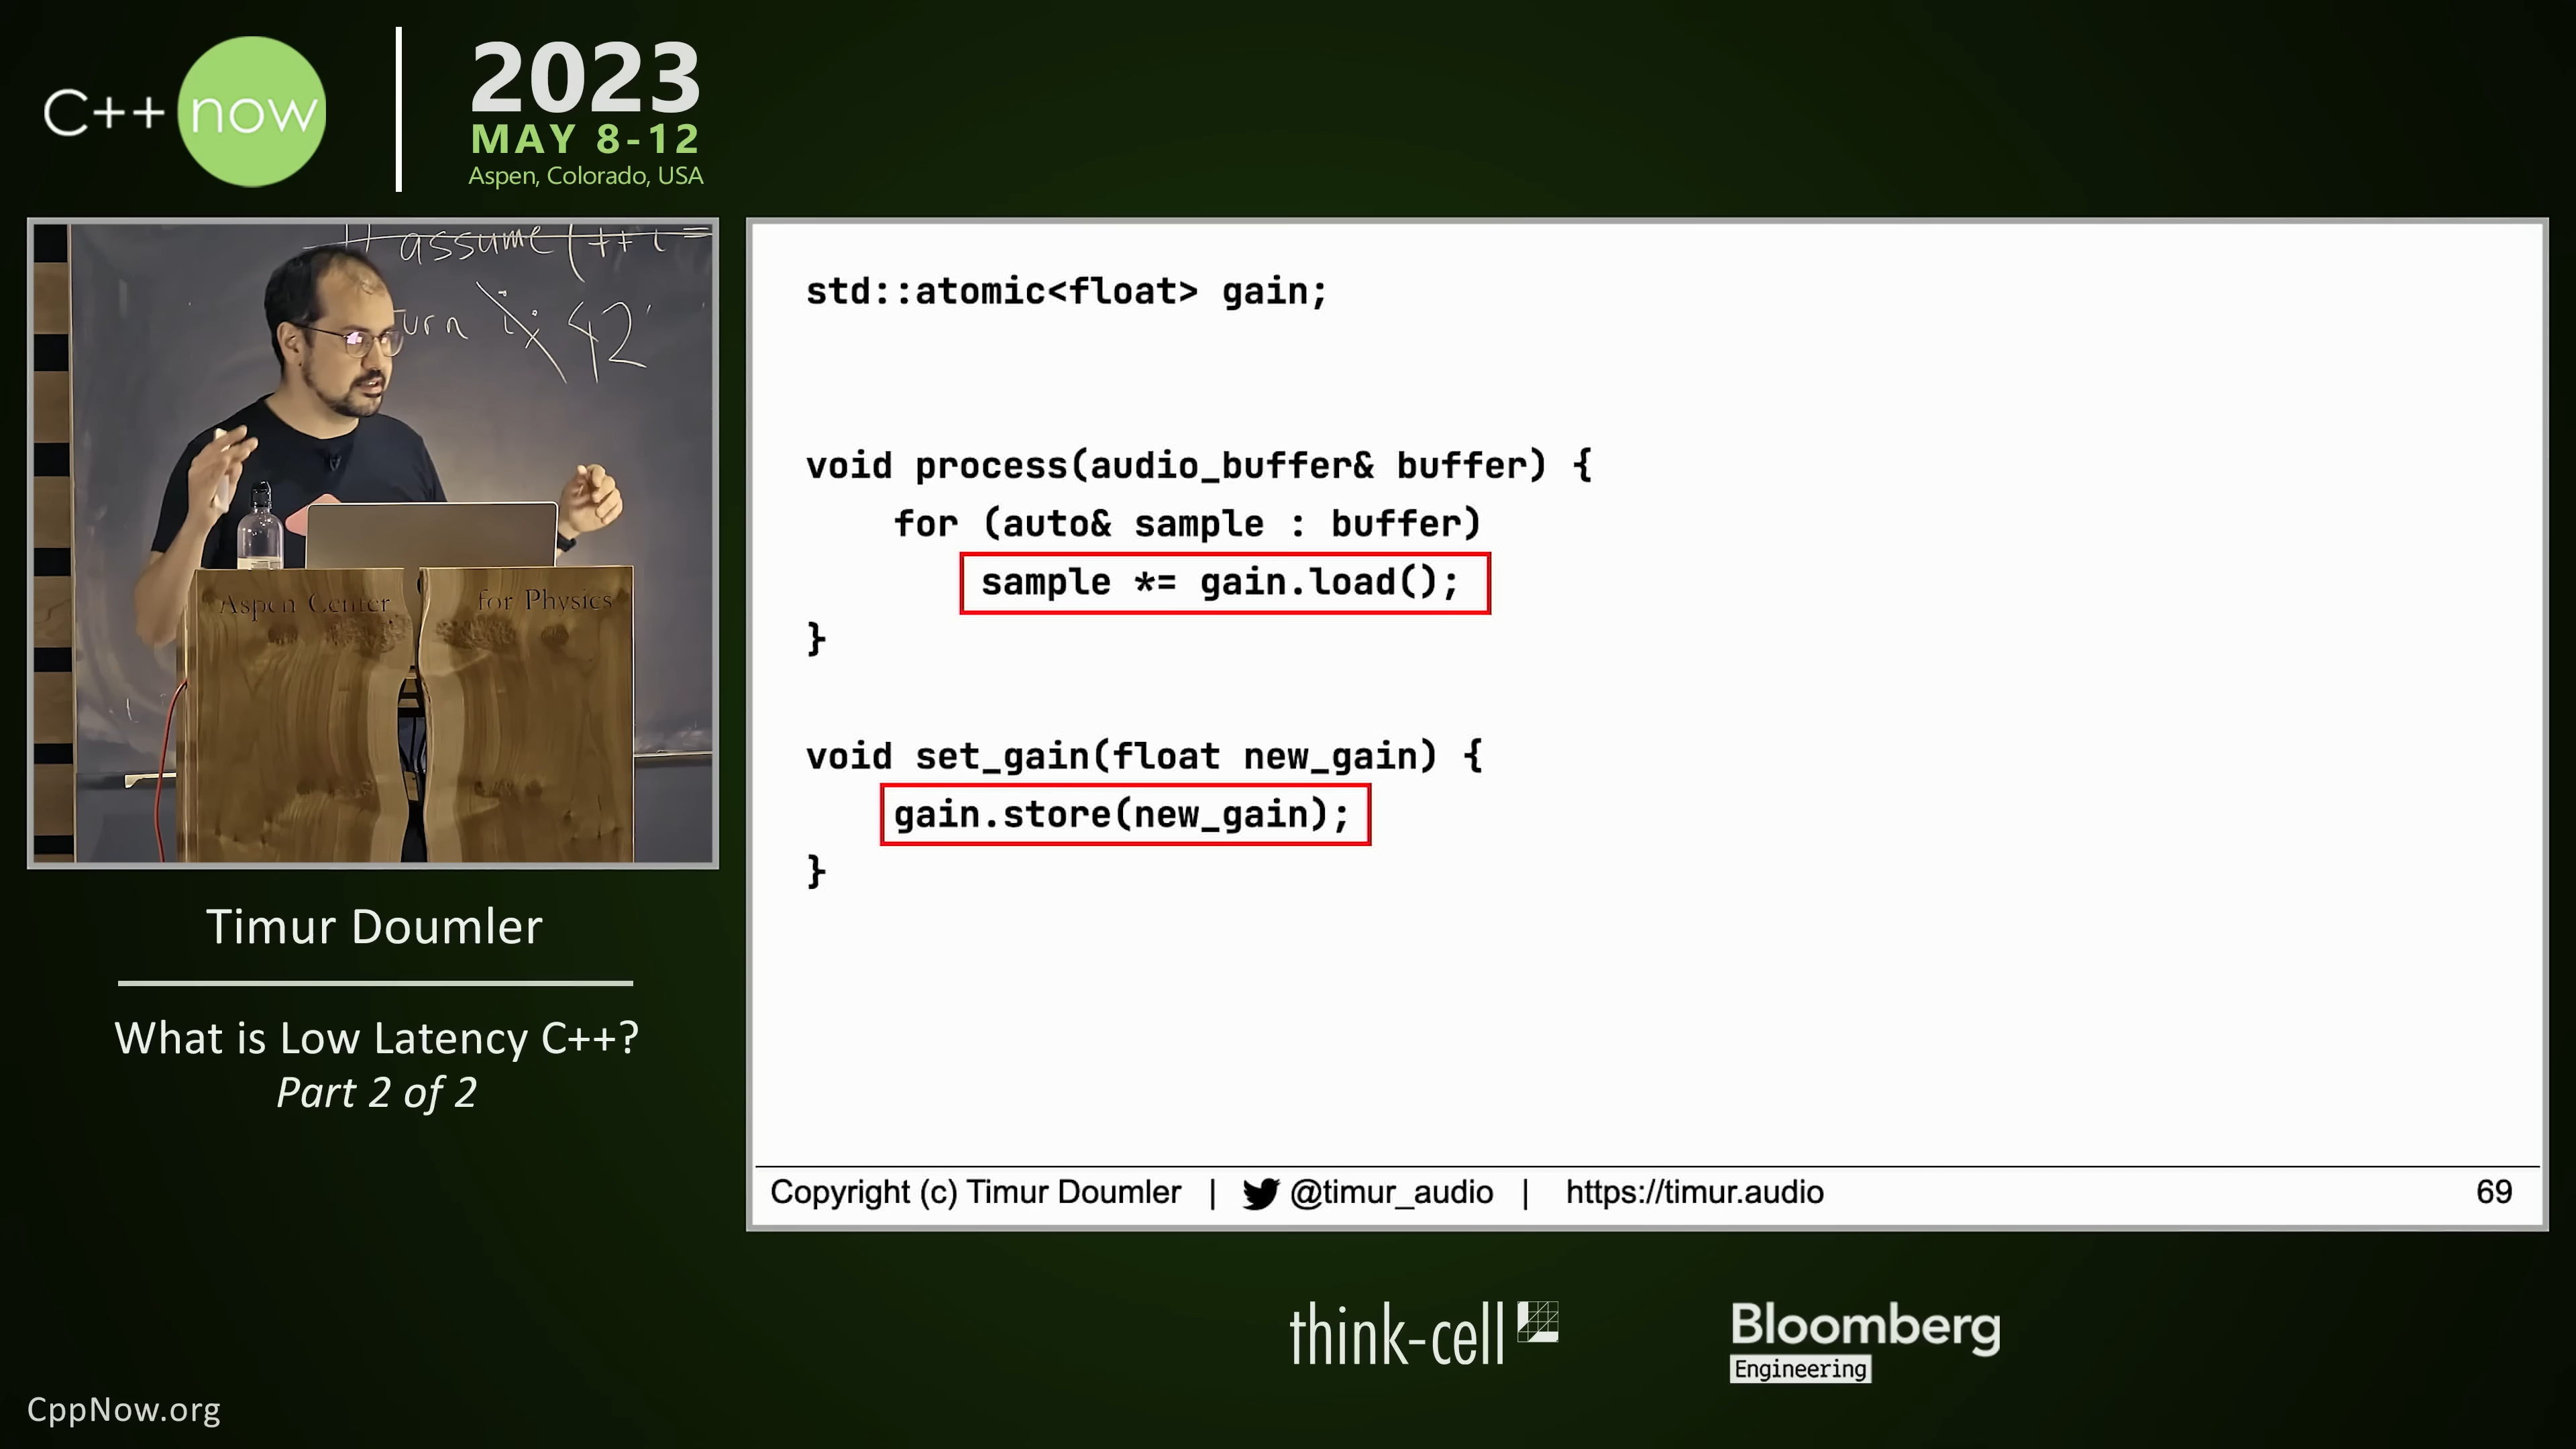 C++ now
2023
MAY 8-12
Aspen, Colorado, USA
assume(++i =
urn i 42
Aspen Center for Physics
Timur Doumler
What is Low Latency C++?
Part 2 of 2
std::atomic<float> gain;
void process(audio_buffer& buffer) {
for (auto& sample : buffer)
sample *= gain.load();
}
void set_gain(float new_gain) {
gain.store(new_gain);
}
Copyright (c) Timur Doumler | @timur_audio | https://timur.audio 69
think-cell
Bloomberg
Engineering
CppNow.org